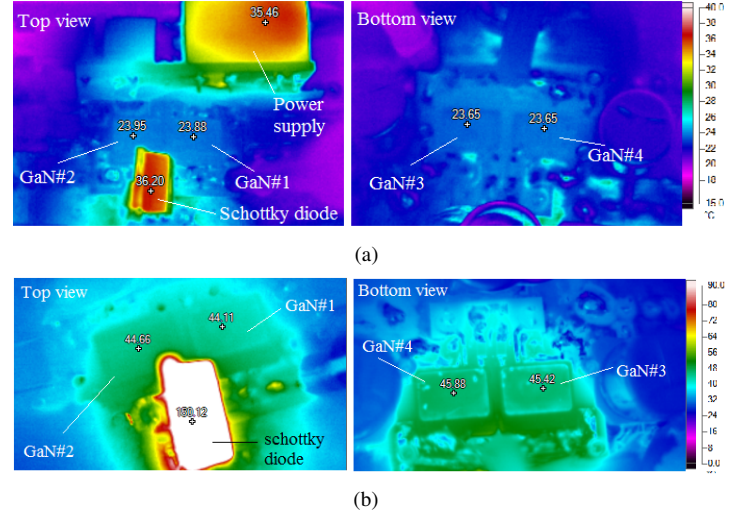 Top view
35.46
Power
supply
23.95
23.88
GaN#2
GaN#1
36.20
Schottky diode
Bottom view
23.65
23.65
GaN#3
GaN#4
40.0
38
36
34
32
30
28
26
24
22
20
18
16
15.0
°C
(a)
Top view
GaN#1
44.11
44.66
GaN#2
schottky
diode
Bottom view
GaN#4
GaN#3
45.88
45.42
90.0
80
72
64
56
48
40
32
24
16
8
0.0
(b)